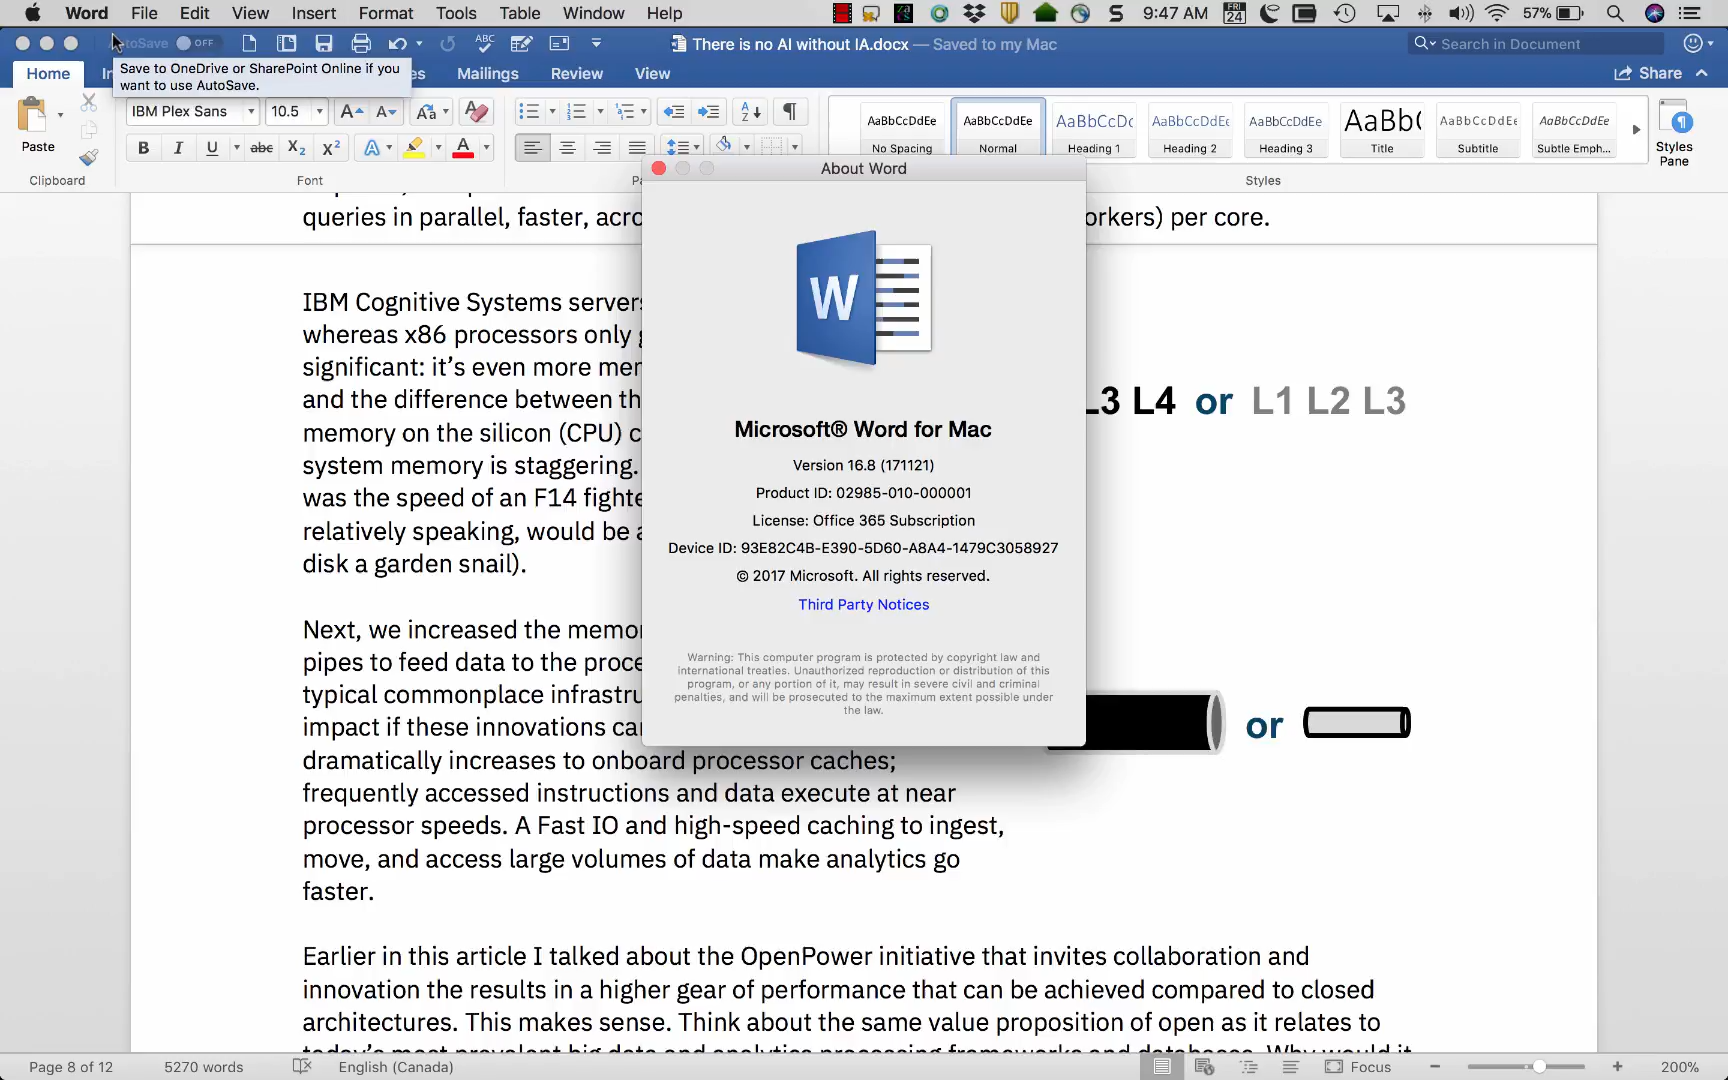 Word File Edit View Insert Format Tools Table Window Help 9:47 AM FRI 24 57%
AutoSave OFF There is no AI without IA.docx — Saved to my Mac Search in Document
ABC
Home Mailings Review View Share
Save to OneDrive or SharePoint Online if you
want to use AutoSave.
IBM Plex Sans 10.5
Paste
B I U abc X₂ X²
AaBbCcDdEe AaBbCcDdEe AaBbCcDc AaBbCcDdEe AaBbCcDdEe AaBb( AaBbCcDdEe AaBbCcDdEe
No Spacing Normal Heading 1 Heading 2 Heading 3 Title Subtitle Subtle Emph...
Styles
Pane
Clipboard Font Styles
queries in parallel, faster, orkers) per core.
IBM Cognitive Systems servers
whereas x86 processors only
significant: it’s even more
and the difference between
memory on the silicon (CPU)
system memory is staggering.
was the speed of an F14
relatively speaking, would be
disk a garden snail).
L3 L4 or L1 L2 L3
Next, we increased the
pipes to feed data to the
typical commonplace
impact if these innovations
dramatically increases to onboard processor caches;
frequently accessed instructions and data execute at near
processor speeds. A Fast IO and high-speed caching to ingest,
move, and access large volumes of data make analytics go
faster.
or
Earlier in this article I talked about the OpenPower initiative that invites collaboration and
innovation the results in a higher gear of performance that can be achieved compared to closed
architectures. This makes sense. Think about the same value proposition of open as it relates to
today’s most prevalent big data and analytics processing frameworks and databases. Why would it
About Word
W
Microsoft® Word for Mac
Version 16.8 (171121)
Product ID: 02985-010-000001
License: Office 365 Subscription
Device ID: 93E82C4B-E390-5D60-A8A4-1479C3058927
© 2017 Microsoft. All rights reserved.
Third Party Notices
Warning: This computer program is protected by copyright law and
international treaties. Unauthorized reproduction or distribution of this
program, or any portion of it, may result in severe civil and criminal
penalties, and will be prosecuted to the maximum extent possible under
the law.
Page 8 of 12 5270 words English (Canada) Focus 200%